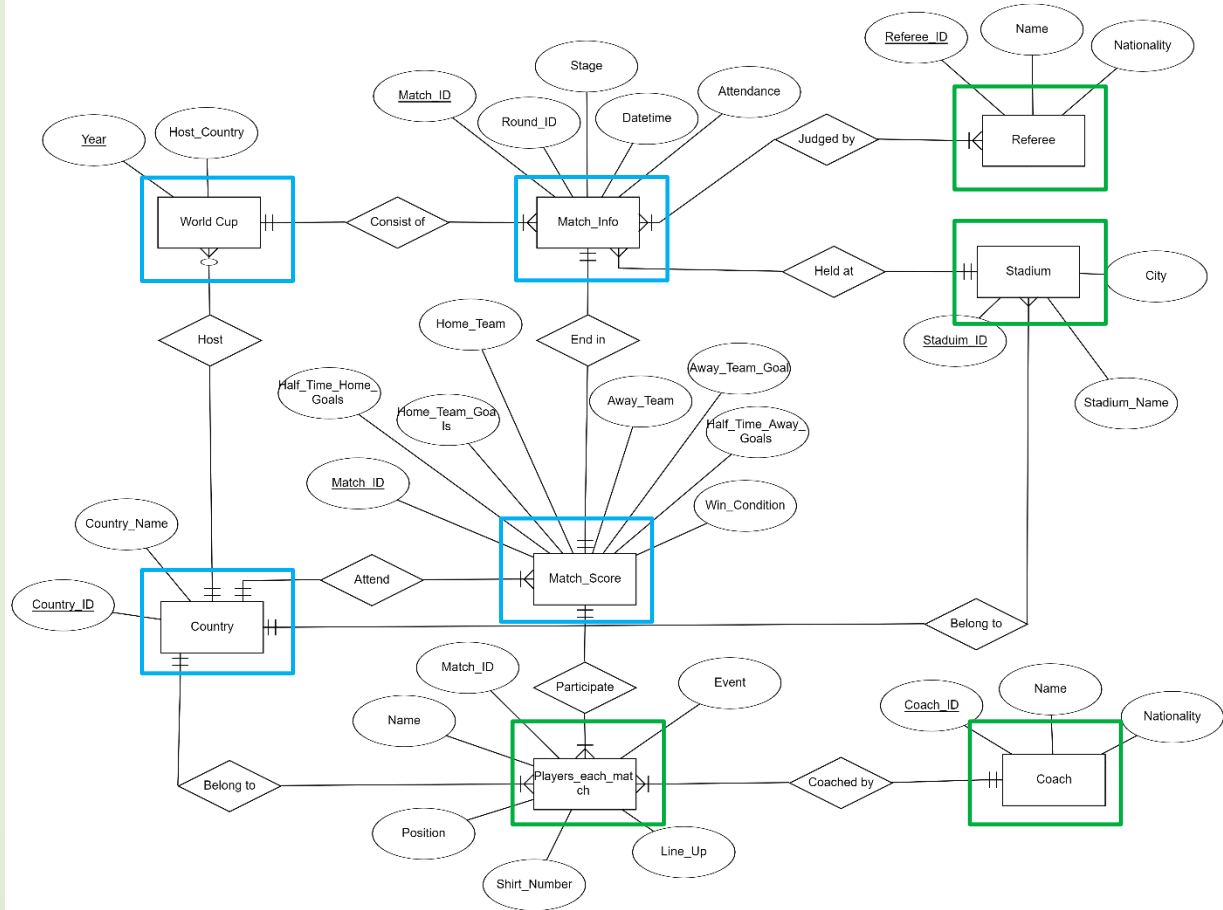 Referee_ID
Name
Nationality
Stage
Match_ID
Attendance
Round_ID
Datetime
Host_Country
Year
Judged by
Referee
World Cup
Consist of
Match_Info
Held at
Stadium
City
Host
End in
Home_Team
Staduim_ID
Away_Team_Goal
Half_Time_Home_
Goals
Away_Team
Stadium_Name
Home_Team_Goa
ls
Half_Time_Away_
Goals
Match_ID
Win_Condition
Country_Name
Attend
Match_Score
Country_ID
Country
Belong to
Match_ID
Participate
Event
Name
Coach_ID
Name
Nationality
Belong to
Players_each_mat
ch
Coached by
Coach
Position
Line_Up
Shirt_Number